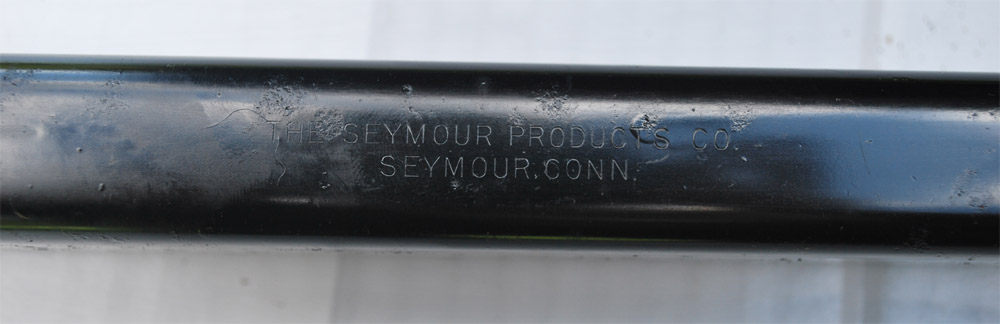 THE SEYMOUR PRODUCTS CO.
SEYMOUR.CONN.